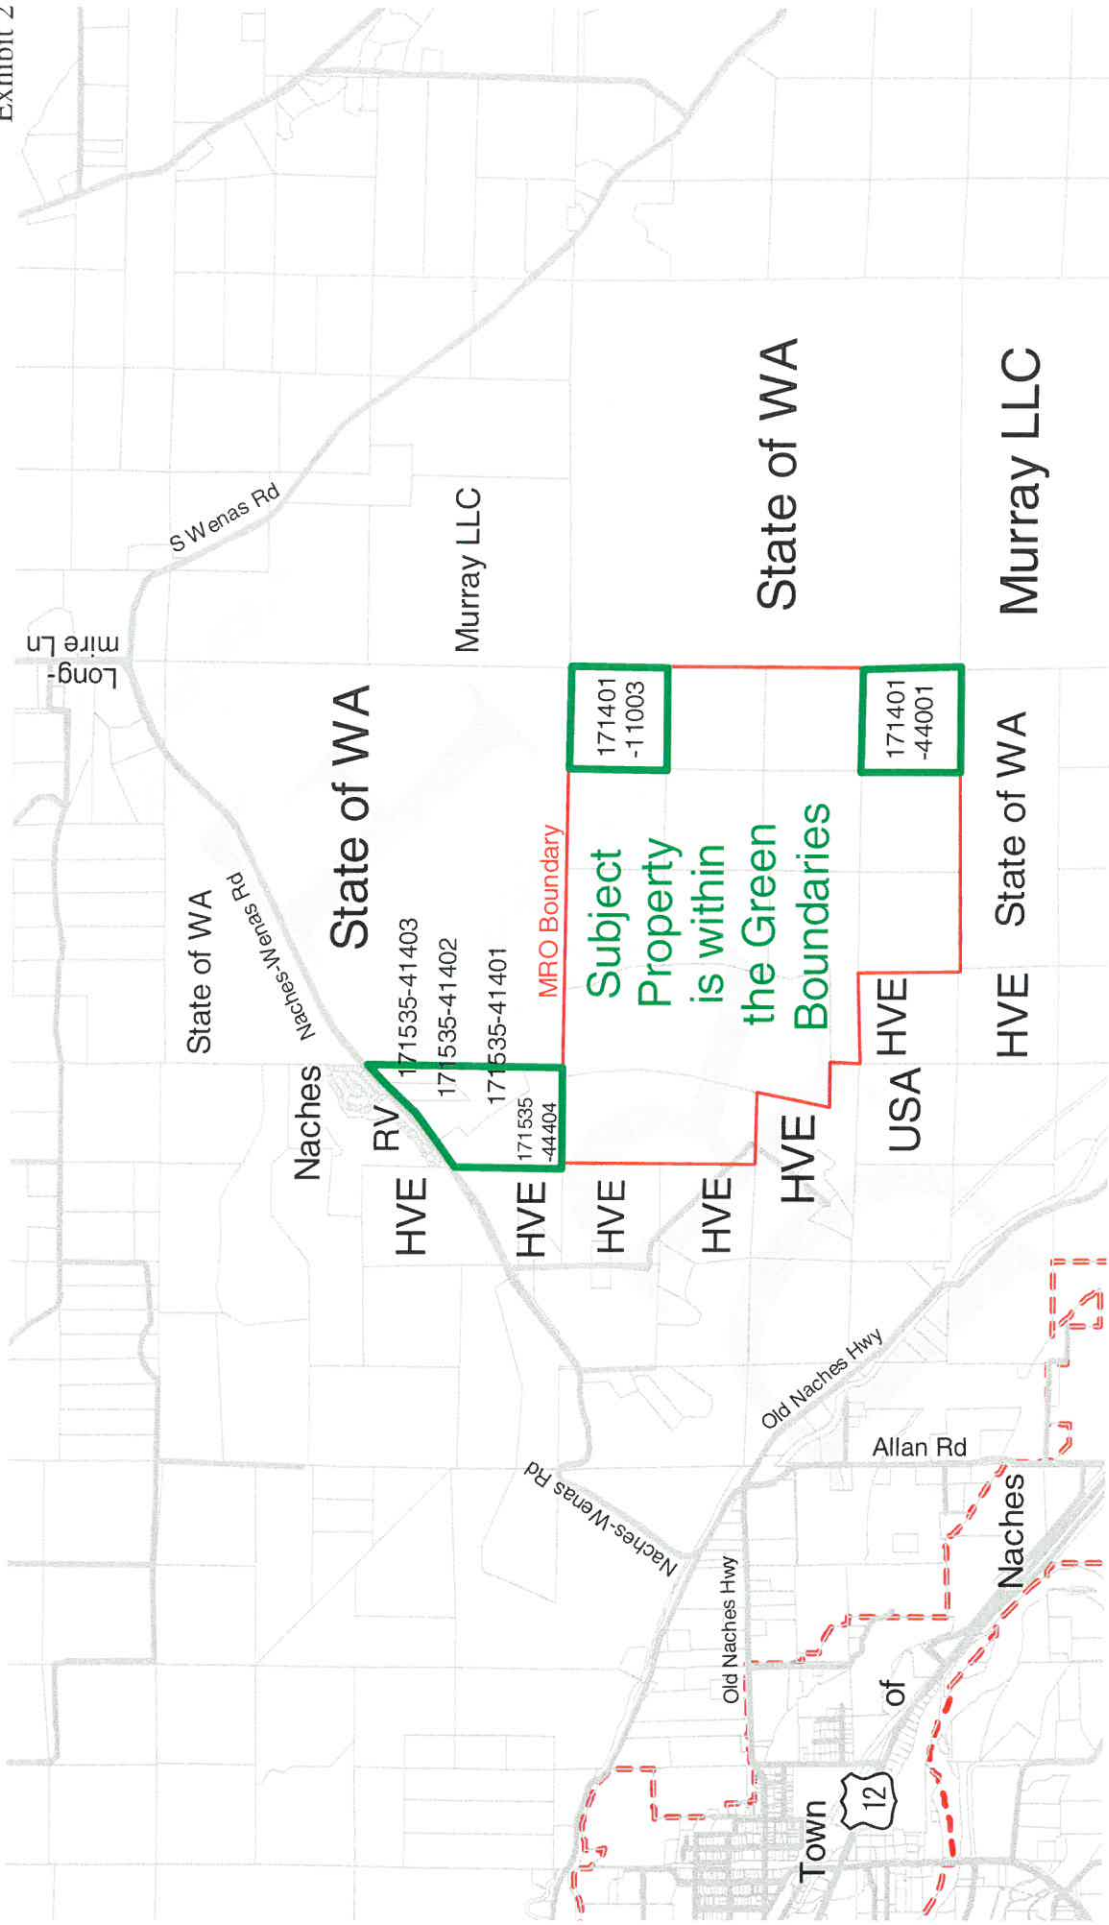 Exhibit 2
Long-
mire Ln
S Wenas Rd
State of WA
Naches-Wenas Rd
State of WA
Murray LLC
Naches
RV
HVE
HVE
171535-41403
171535-41402
171535-41401
171535
-44404
MRO Boundary
171401
-11003
Subject
Property
is within
the Green
Boundaries
State of WA
171401
-44001
HVE
HVE
HVE
USA HVE
HVE
State of WA
Murray LLC
Naches-Wenas Rd
Old Naches Hwy
Old Naches Hwy
Allan Rd
Town
of
Naches
12